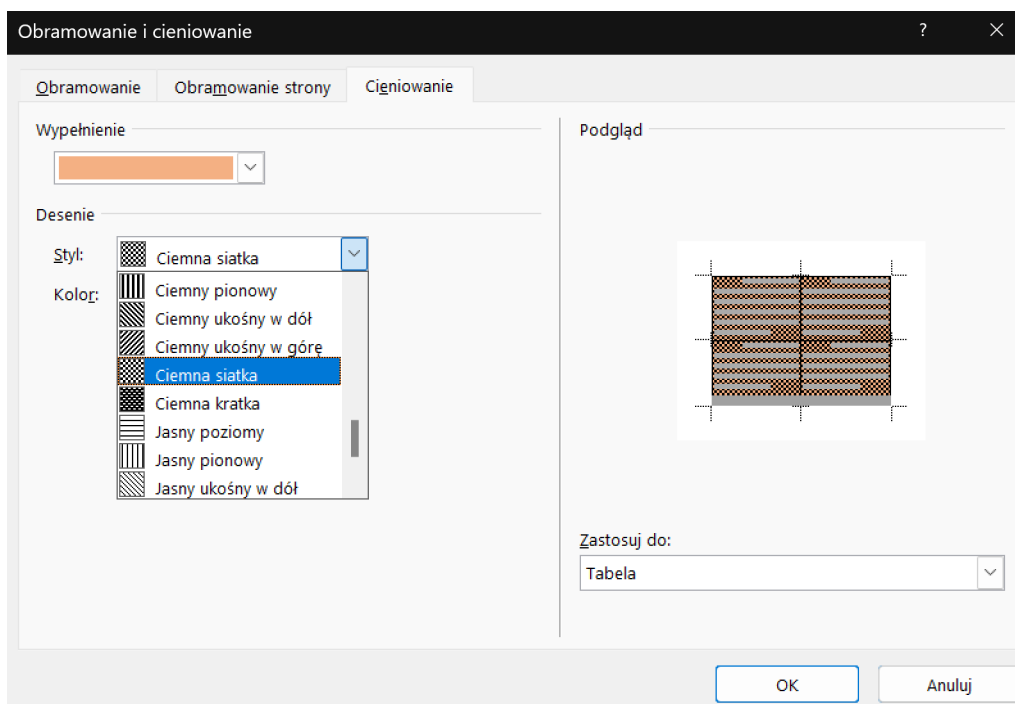 Obramowanie i cieniowanie ?
Obramowanie Obramowanie strony Cieniowanie
Wypełnienie
Desenie
Styl: Ciemna siatka
Kolor: Ciemny pionowy
Ciemny ukośny w dół
Ciemny ukośny w górę
Ciemna siatka
Ciemna kratka
Jasny poziomy
Jasny pionowy
Jasny ukośny w dół
Podgląd
Zastosuj do:
Tabela
OK Anuluj